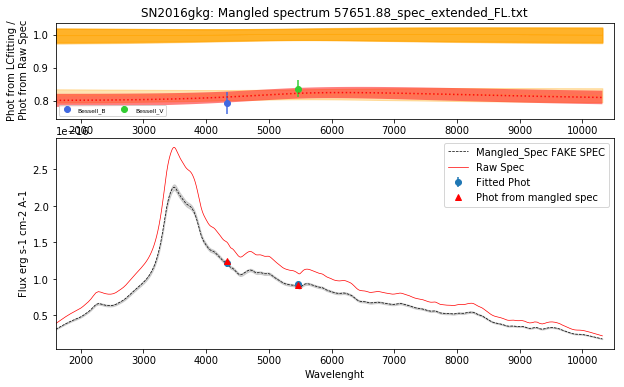 SN2016gkg: Mangled spectrum 57651.88_spec_extended_FL.txt
Phot from LCfitting /
Phot from Raw Spec
1.0
0.9
0.8
Bessell_B
Bessell_V
2000 3000 4000 5000 6000 7000 8000 9000 10000
Flux erg s-1 cm-2 A-1
2.5
2.0
1.5
1.0
0.5
Mangled_Spec FAKE SPEC
Raw Spec
Fitted Phot
Phot from mangled spec
2000 3000 4000 5000 6000 7000 8000 9000 10000
Wavelenght